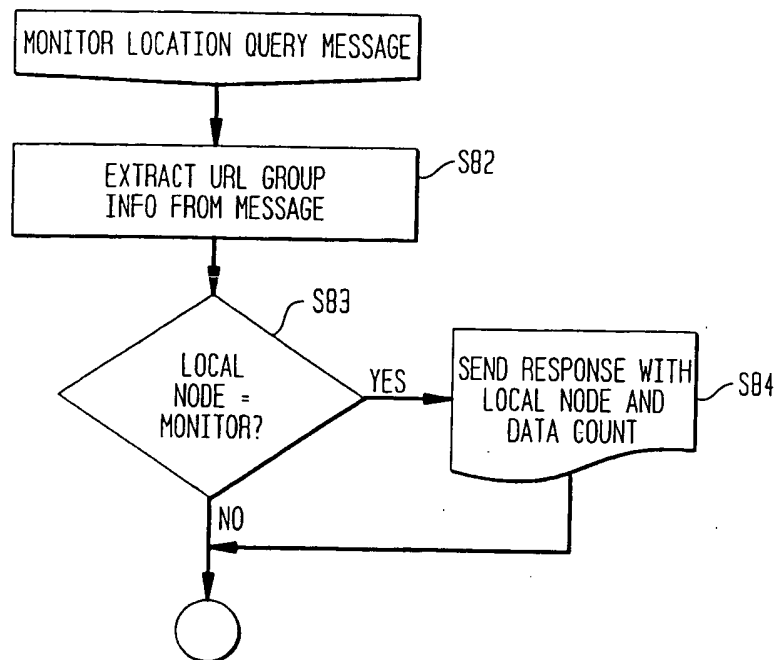 MONITOR LOCATION QUERY MESSAGE
EXTRACT URL GROUP
INFO FROM MESSAGE
S82
S83
LOCAL
NODE =
MONITOR?
YES
SEND RESPONSE WITH
LOCAL NODE AND
DATA COUNT
S84
NO